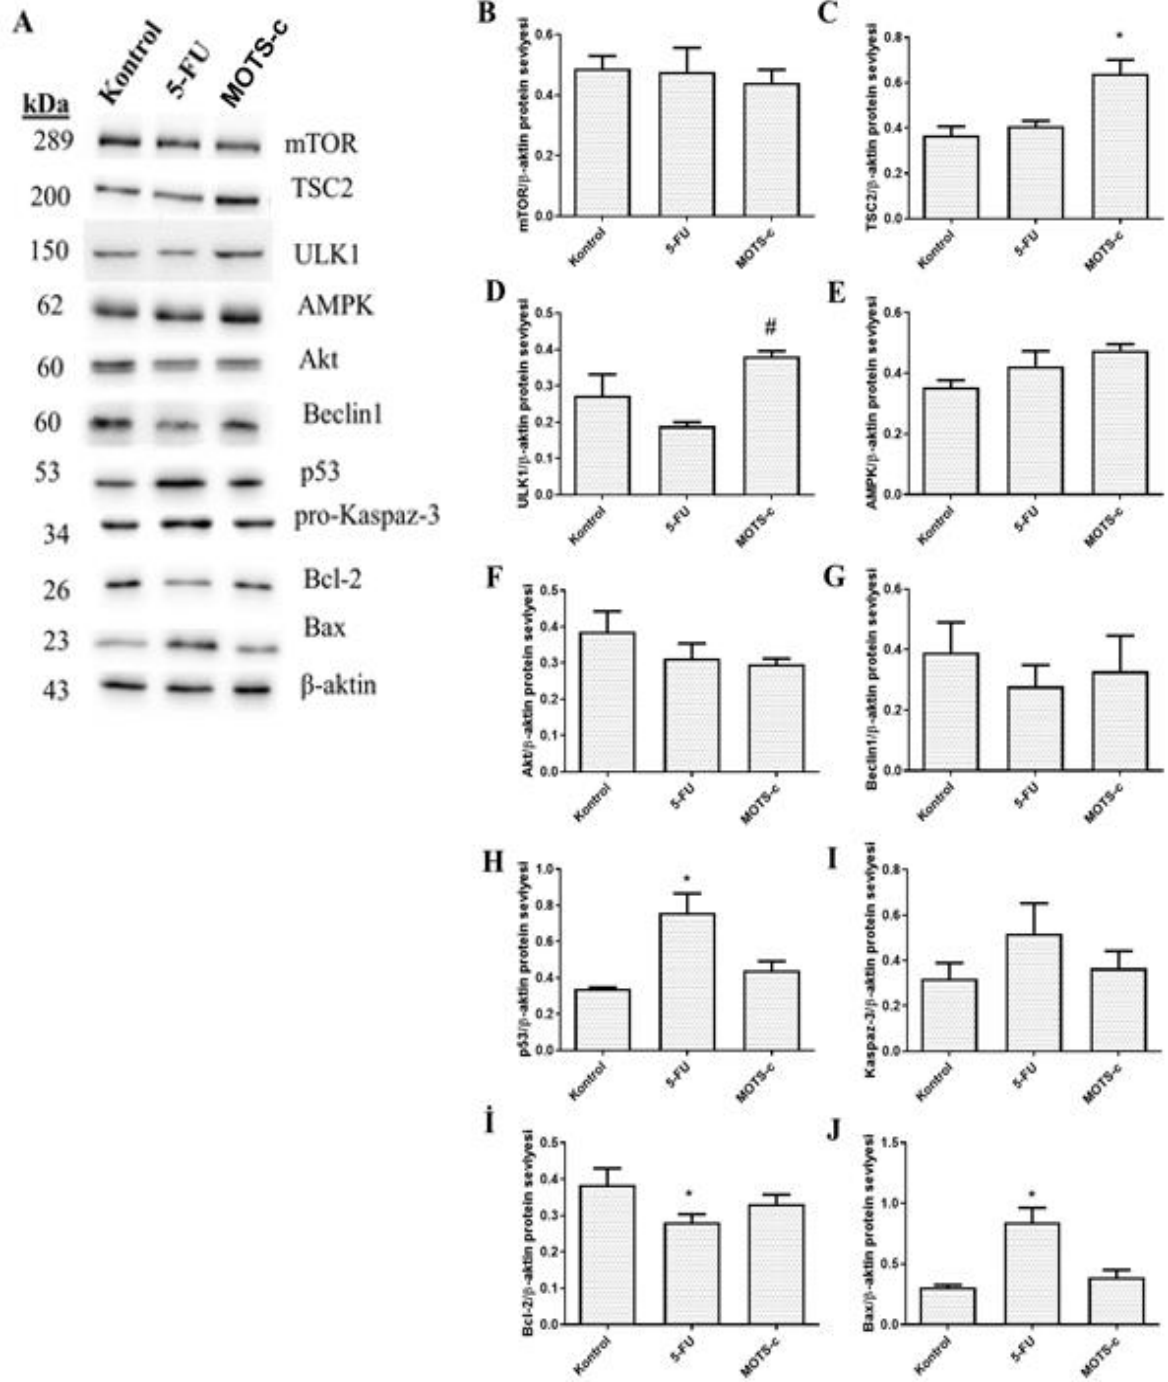 A
Kontrol
5-FU
MOTS-c
kDa
289 mTOR
200 TSC2
150 ULK1
62 AMPK
60 Akt
60 Beclin1
53 p53
34 pro-Kaspaz-3
26 Bcl-2
23 Bax
43 β-aktin
B
mTOR/β-aktin protein seviyesi
0.6
0.4
0.2
0.0
Kontrol 5-FU MOTS-c
C
TSC2/β-aktin protein seviyesi
0.8
0.6
0.4
0.2
0.0
*
Kontrol 5-FU MOTS-c
D
ULK1/β-aktin protein seviyesi
0.5
0.4
0.3
0.2
0.1
0.0
#
Kontrol 5-FU MOTS-c
E
AMPK/β-aktin protein seviyesi
0.6
0.4
0.2
0.0
Kontrol 5-FU MOTS-c
F
Akt/β-aktin protein seviyesi
0.5
0.4
0.3
0.2
0.1
0.0
Kontrol 5-FU MOTS-c
G
Beclin1/β-aktin protein seviyesi
0.6
0.4
0.2
0.0
Kontrol 5-FU MOTS-c
H
p53/β-aktin protein seviyesi
1.0
0.8
0.6
0.4
0.2
0.0
*
Kontrol 5-FU MOTS-c
I
Kaspaz-3/β-aktin protein seviyesi
0.8
0.6
0.4
0.2
0.0
Kontrol 5-FU MOTS-c
İ
Bcl-2/β-aktin protein seviyesi
0.5
0.4
0.3
0.2
0.1
0.0
*
Kontrol 5-FU MOTS-c
J
Bax/β-aktin protein seviyesi
1.5
1.0
0.5
0.0
*
Kontrol 5-FU MOTS-c